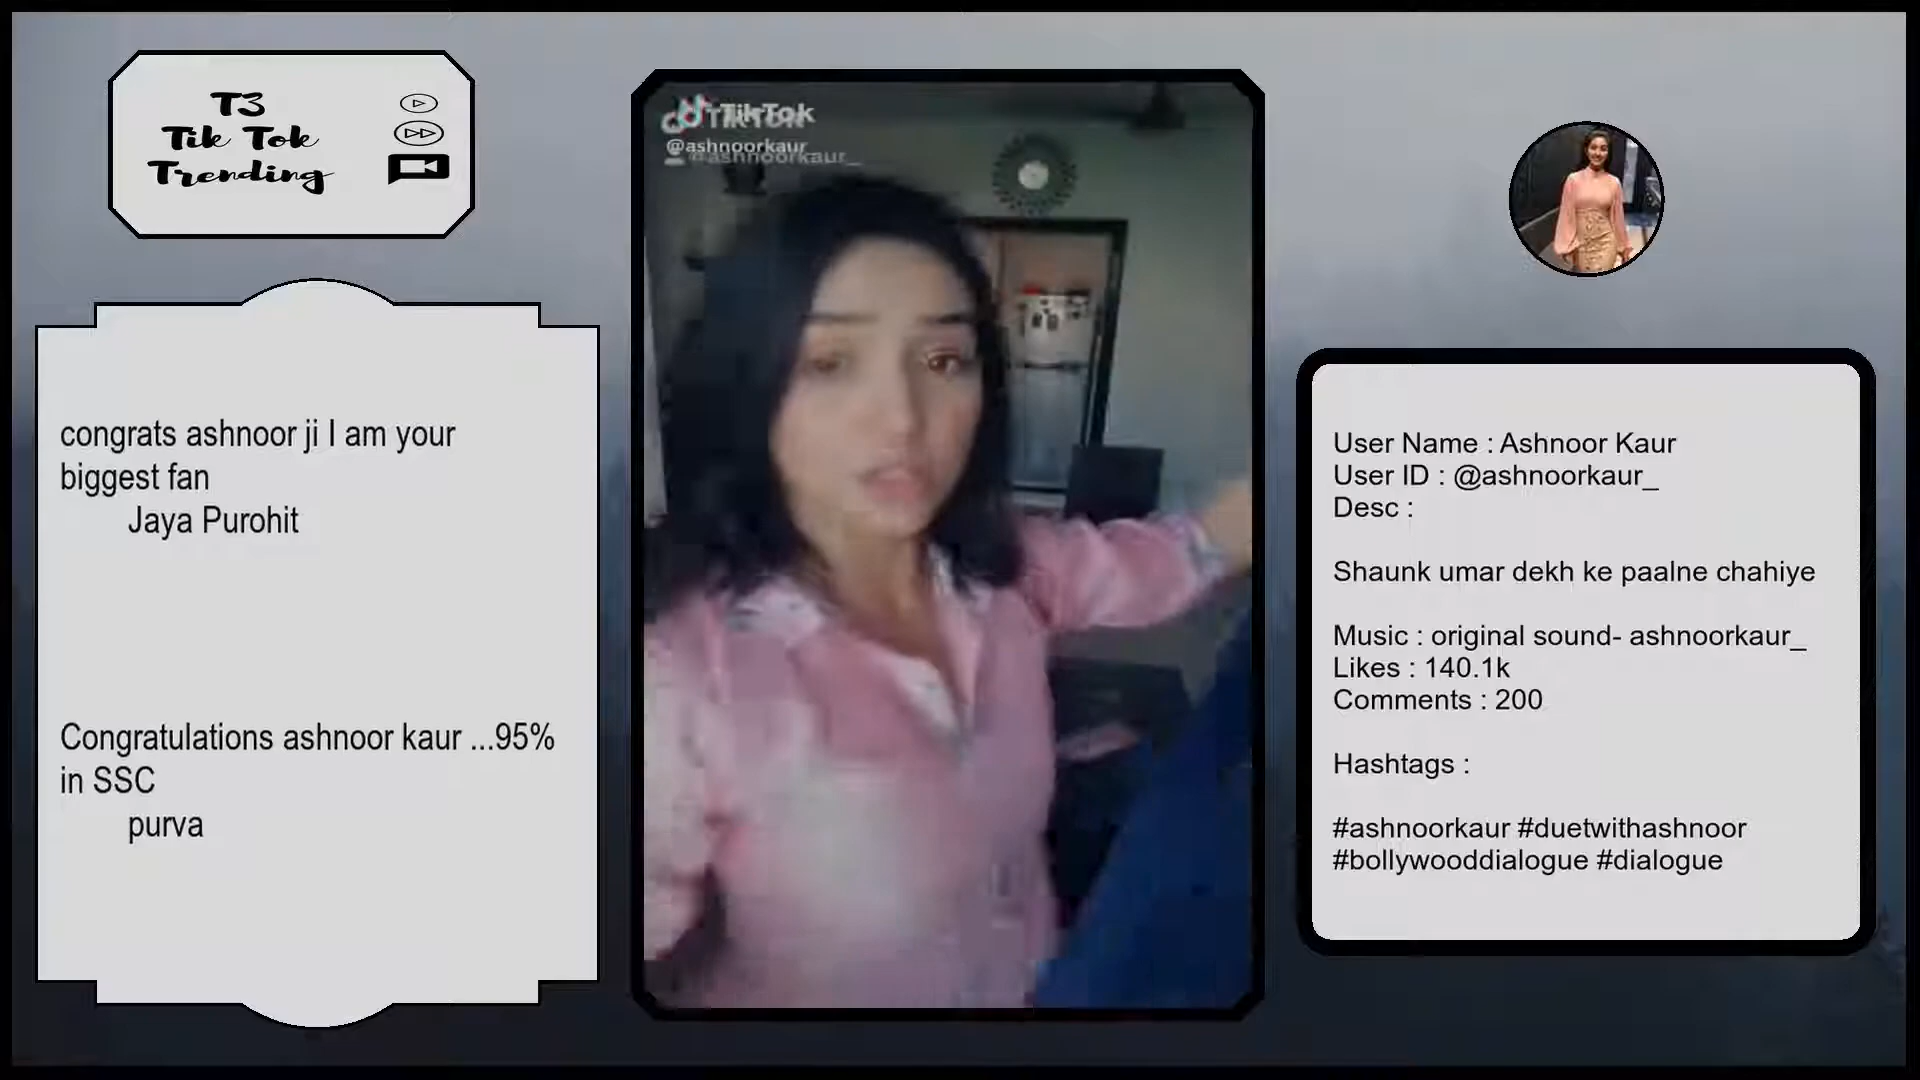 T3
Tik Tok
Trending
TikTok
@ashnoorkaur_
congrats ashnoor ji I am your
biggest fan
Jaya Purohit
Congratulations ashnoor kaur ...95%
in SSC
purva
User Name : Ashnoor Kaur
User ID : @ashnoorkaur_
Desc :
Shaunk umar dekh ke paalne chahiye
Music : original sound- ashnoorkaur_
Likes : 140.1k
Comments : 200
Hashtags :
#ashnoorkaur #duetwithashnoor
#bollywooddialogue #dialogue